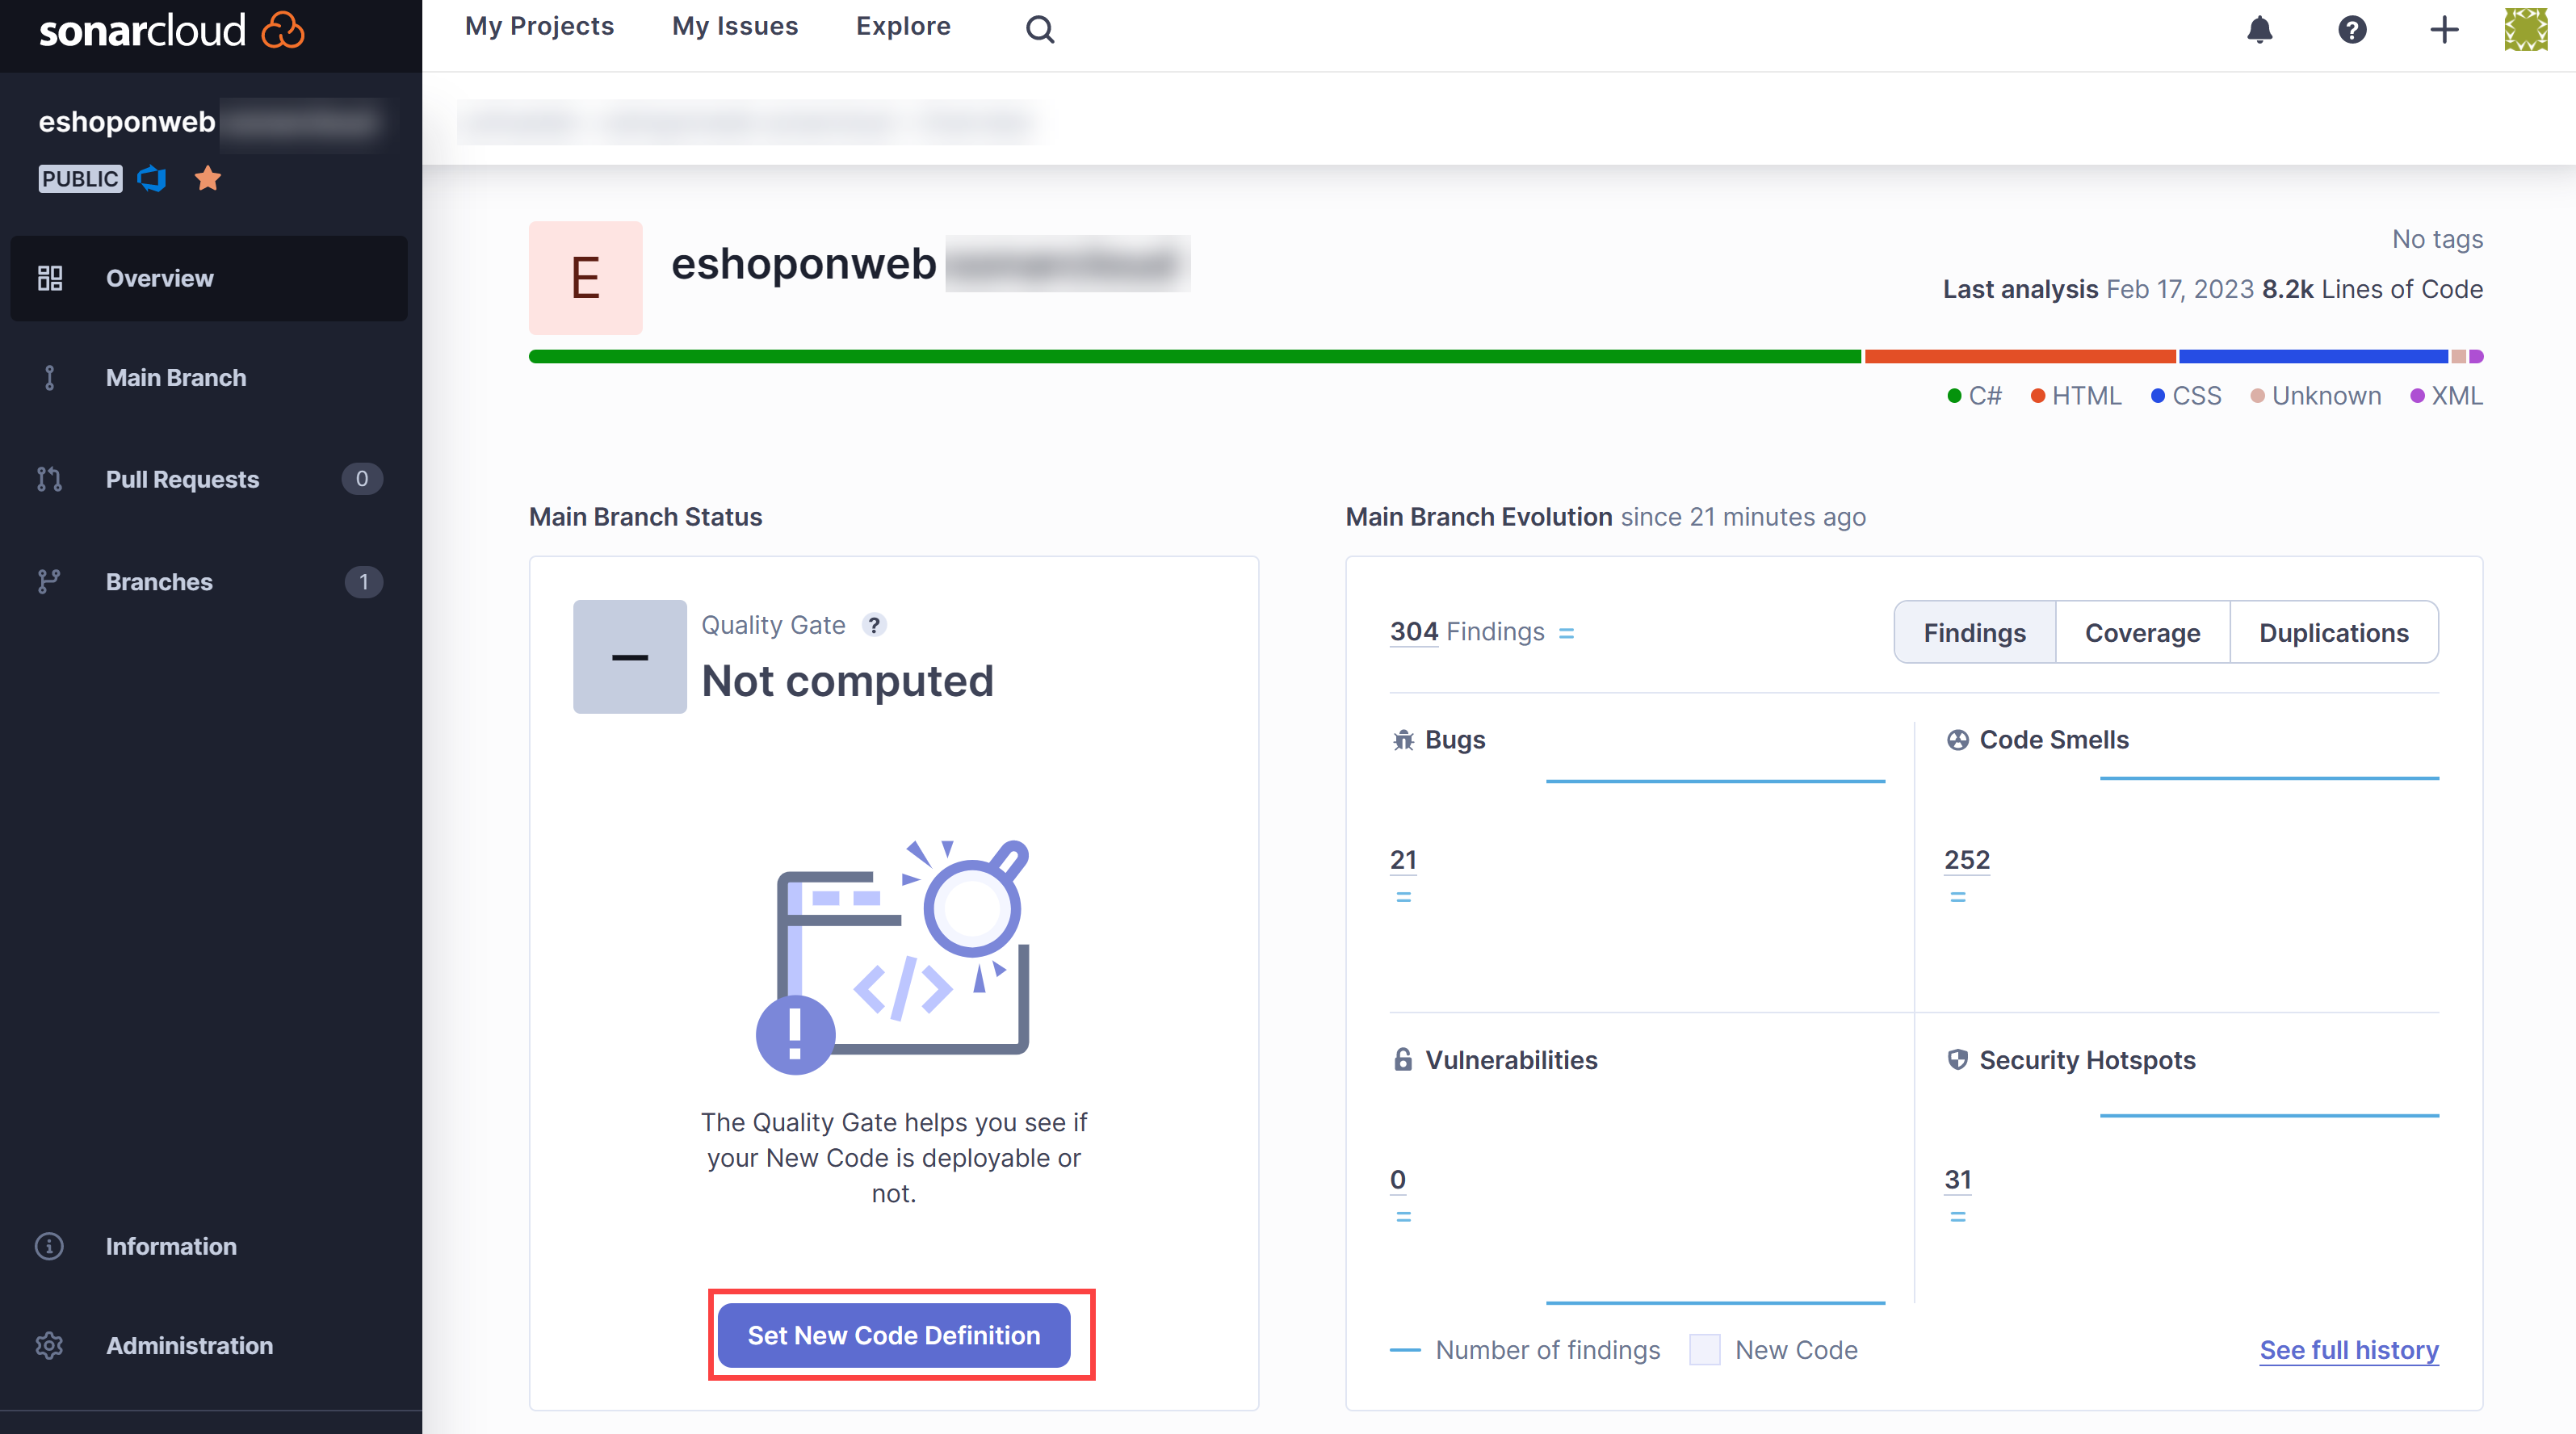 sonarcloud
My Projects My Issues Explore
eshoponweb
PUBLIC
Overview
Main Branch
Pull Requests 0
Branches 1
Information
Administration
E
eshoponweb
No tags
Last analysis Feb 17, 2023 8.2k Lines of Code
C# HTML CSS Unknown XML
Main Branch Status
Quality Gate ?
Not computed
</>
!
The Quality Gate helps you see if
your New Code is deployable or
not.
Set New Code Definition
Main Branch Evolution since 21 minutes ago
304 Findings =
Findings Coverage Duplications
Bugs
21
=
Code Smells
252
=
Vulnerabilities
0
=
Security Hotspots
31
=
Number of findings New Code
See full history